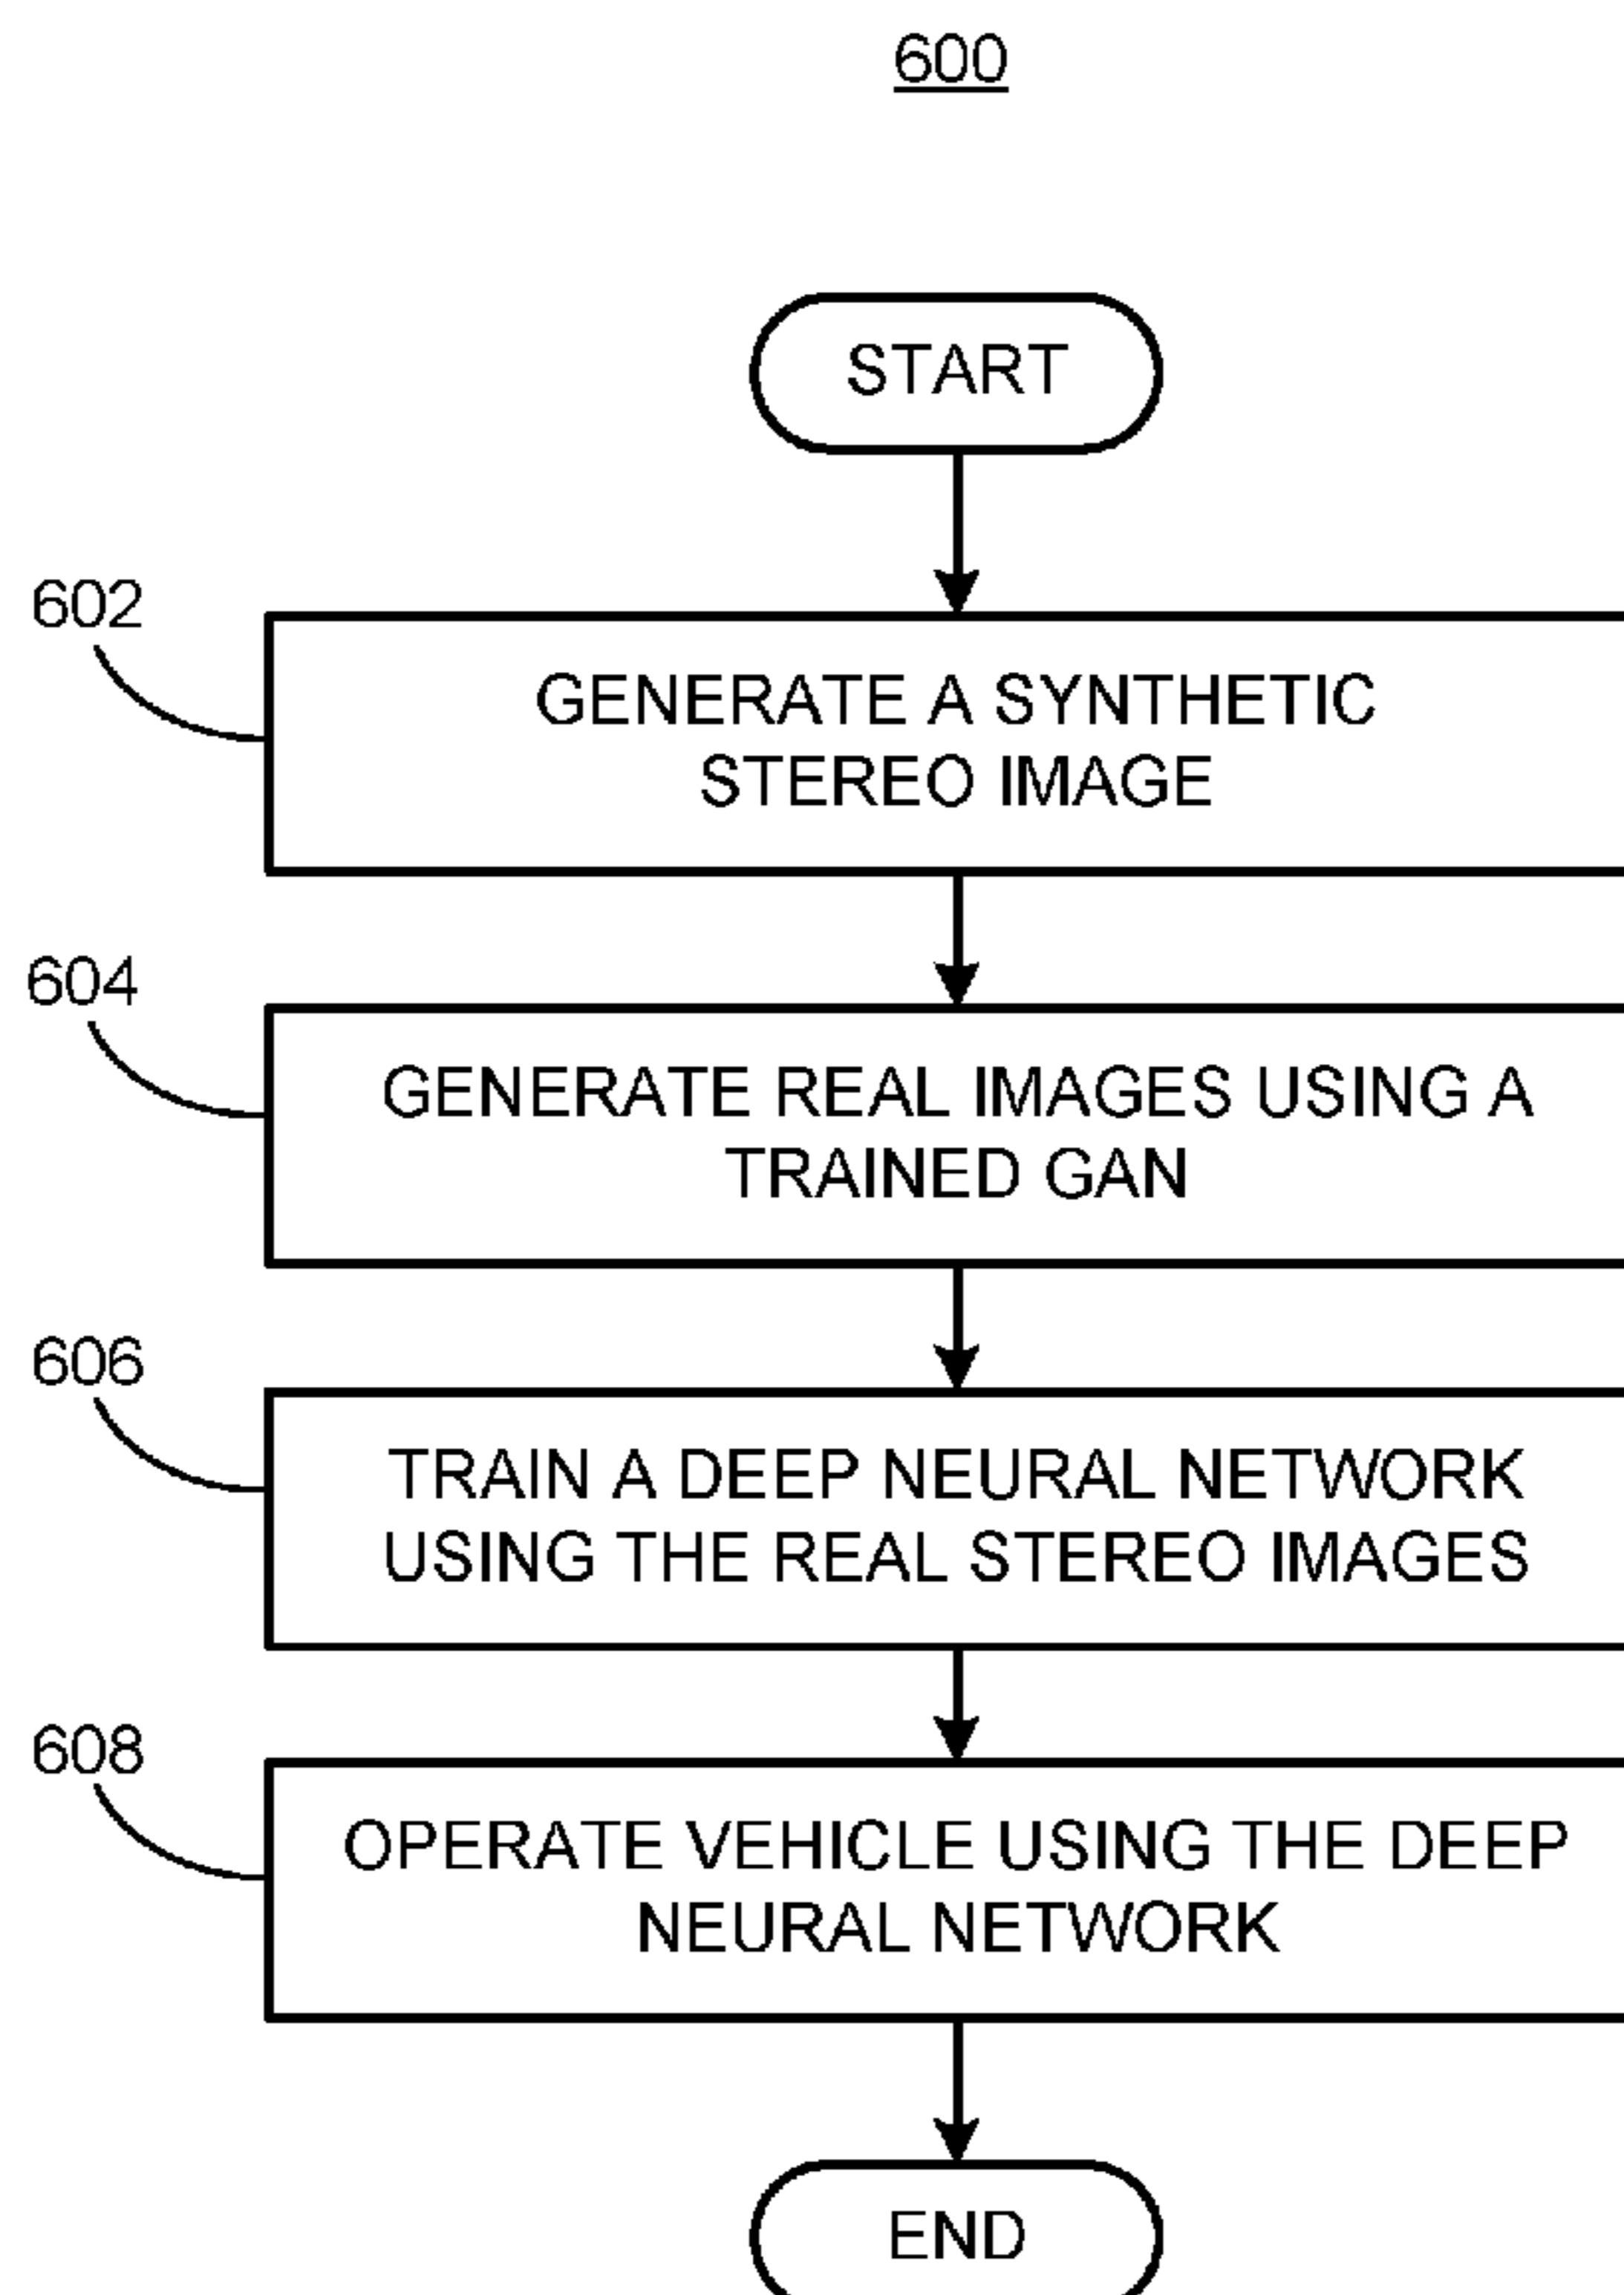 600
START
602
GENERATE A SYNTHETIC
STEREO IMAGE
604
GENERATE REAL IMAGES USING A
TRAINED GAN
606
TRAIN A DEEP NEURAL NETWORK
USING THE REAL STEREO IMAGES
608
OPERATE VEHICLE USING THE DEEP
NEURAL NETWORK
END